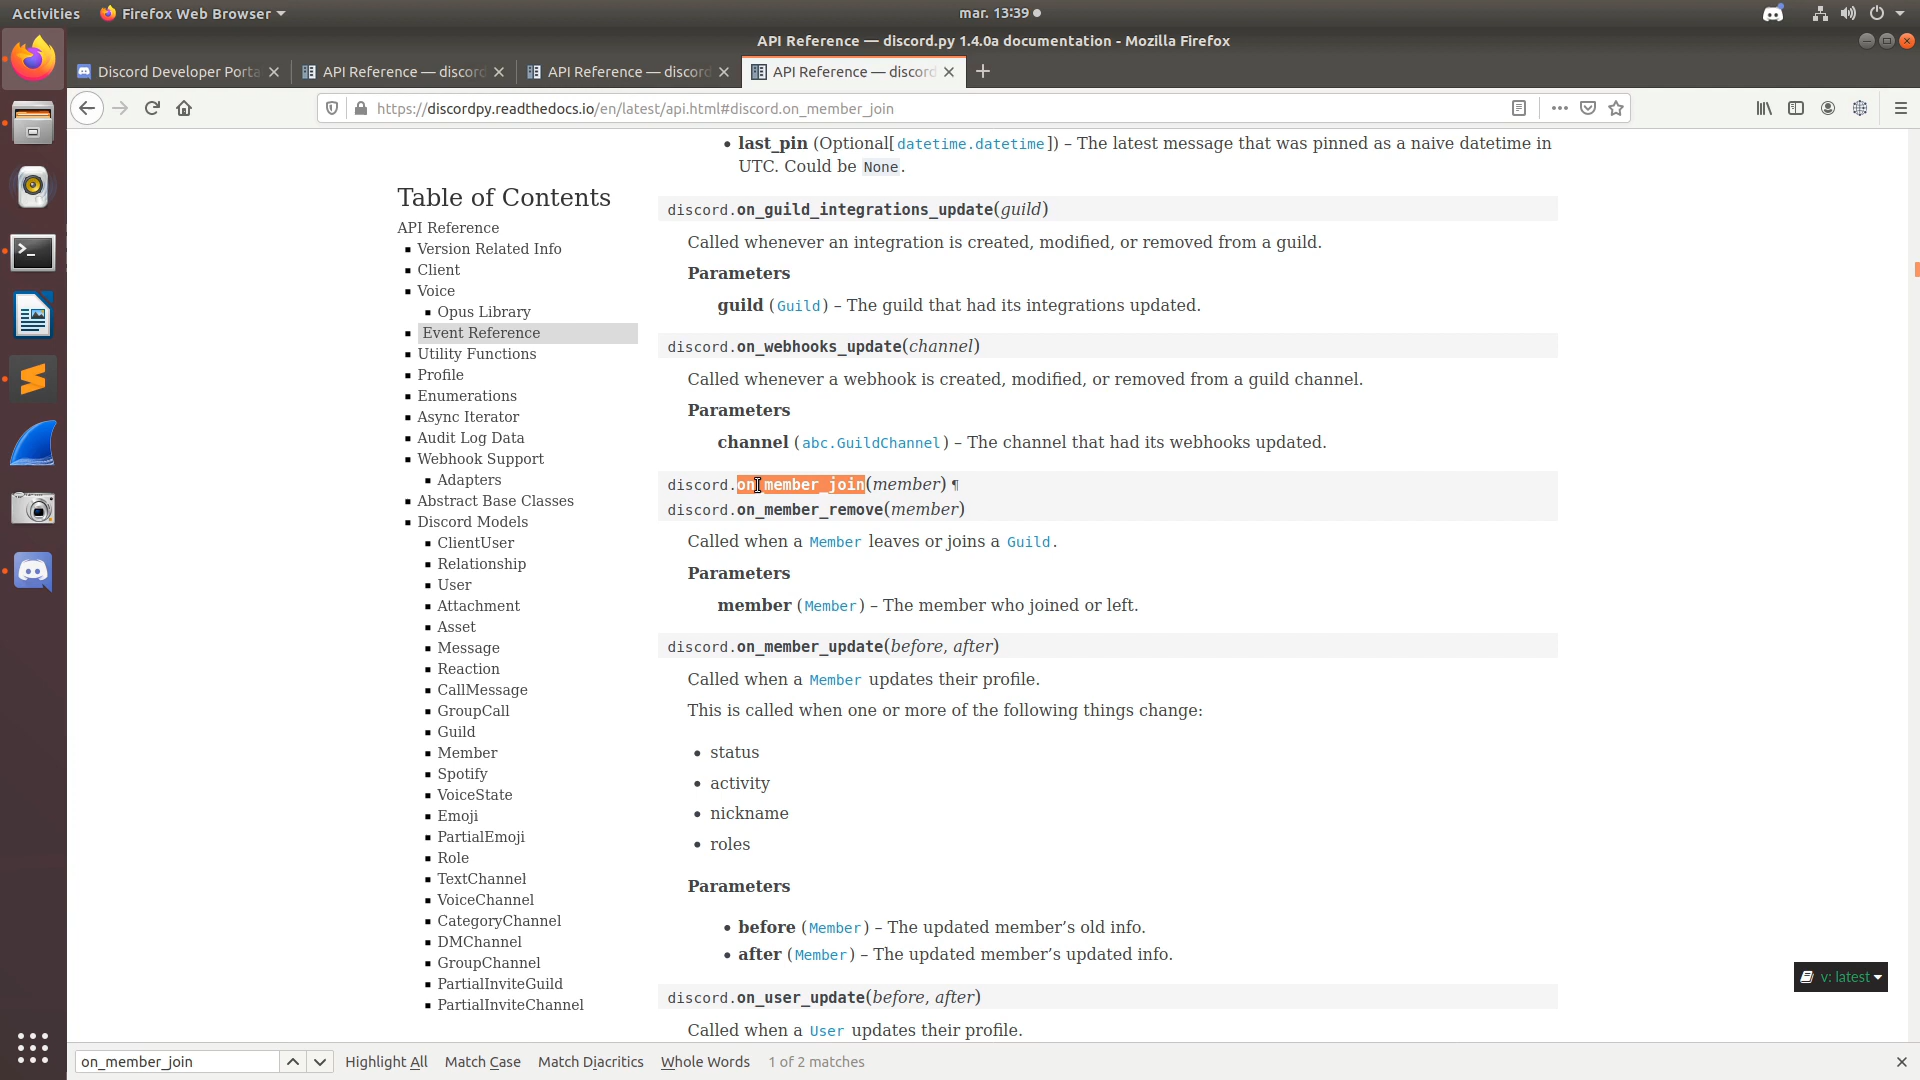 Activities Firefox Web Browser mar. 13:39
API Reference — discord.py 1.4.0a documentation - Mozilla Firefox
Discord Developer Porta API Reference — discord API Reference — discord API Reference — discord
https://discordpy.readthedocs.io/en/latest/api.html#discord.on_member_join
Table of Contents
API Reference
Version Related Info
Client
Voice
Opus Library
Event Reference
Utility Functions
Profile
Enumerations
Async Iterator
Audit Log Data
Webhook Support
Adapters
Abstract Base Classes
Discord Models
ClientUser
Relationship
User
Attachment
Asset
Message
Reaction
CallMessage
GroupCall
Guild
Member
Spotify
VoiceState
Emoji
PartialEmoji
Role
TextChannel
VoiceChannel
CategoryChannel
DMChannel
GroupChannel
PartialInviteGuild
PartialInviteChannel
• last_pin (Optional[datetime.datetime]) – The latest message that was pinned as a naive datetime in
UTC. Could be None.
discord.on_guild_integrations_update(guild)
Called whenever an integration is created, modified, or removed from a guild.
Parameters
guild (Guild) – The guild that had its integrations updated.
discord.on_webhooks_update(channel)
Called whenever a webhook is created, modified, or removed from a guild channel.
Parameters
channel (abc.GuildChannel) – The channel that had its webhooks updated.
discord.on_member_join(member) ¶
discord.on_member_remove(member)
Called when a Member leaves or joins a Guild.
Parameters
member (Member) – The member who joined or left.
discord.on_member_update(before, after)
Called when a Member updates their profile.
This is called when one or more of the following things change:
• status
• activity
• nickname
• roles
Parameters
• before (Member) – The updated member’s old info.
• after (Member) – The updated member’s updated info.
discord.on_user_update(before, after)
Called when a User updates their profile.
v: latest
on_member_join Highlight All Match Case Match Diacritics Whole Words 1 of 2 matches